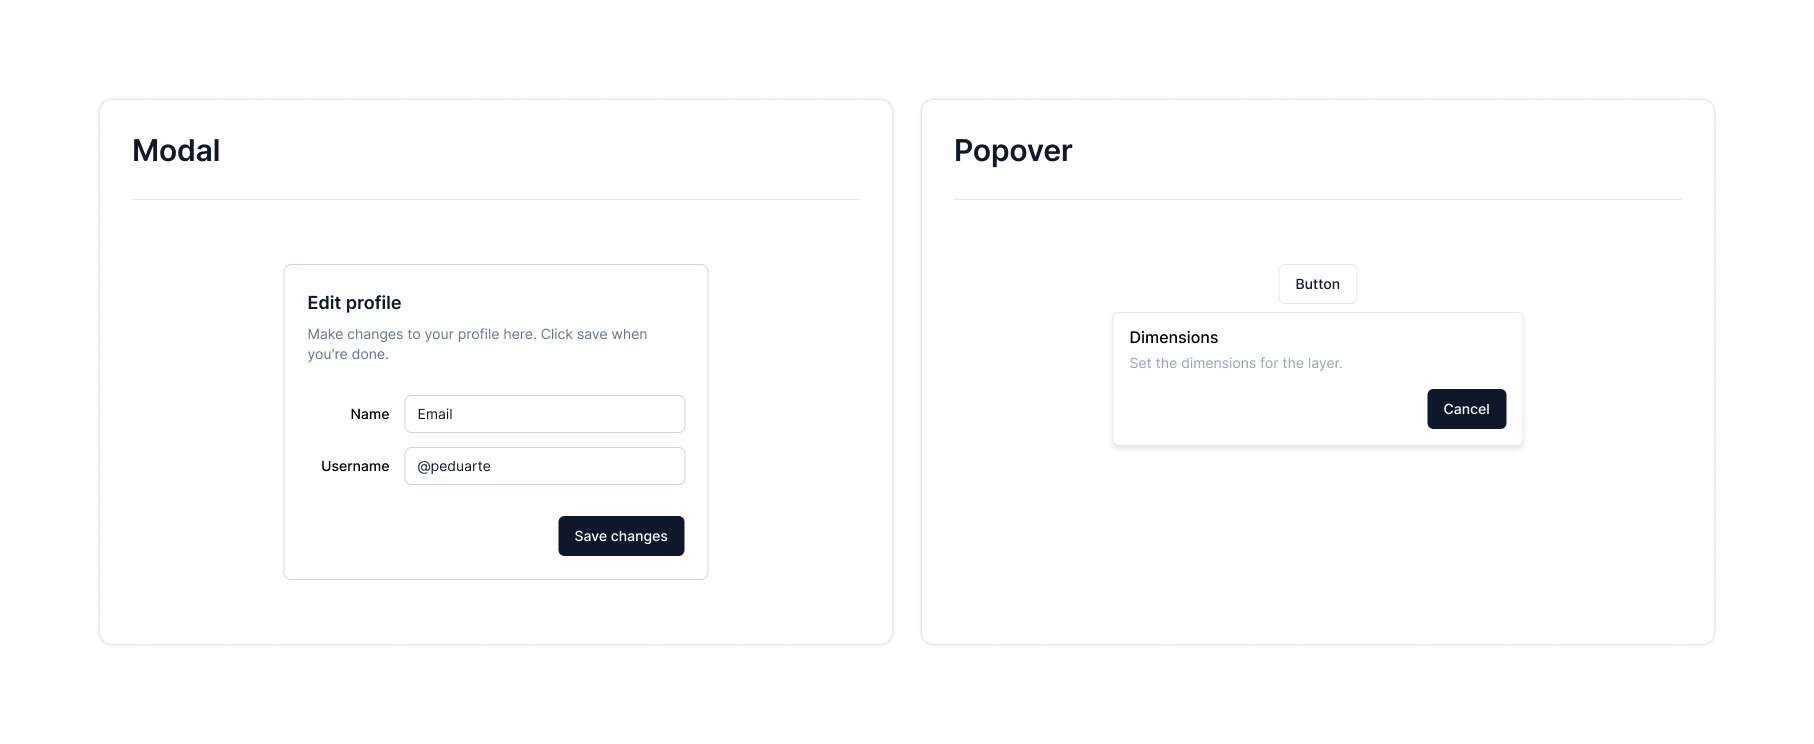 Modal
Edit profile
Make changes to your profile here. Click save when
you're done.
Name
Email
Username
@peduarte
Save changes
Popover
Button
Dimensions
Set the dimensions for the layer.
Cancel